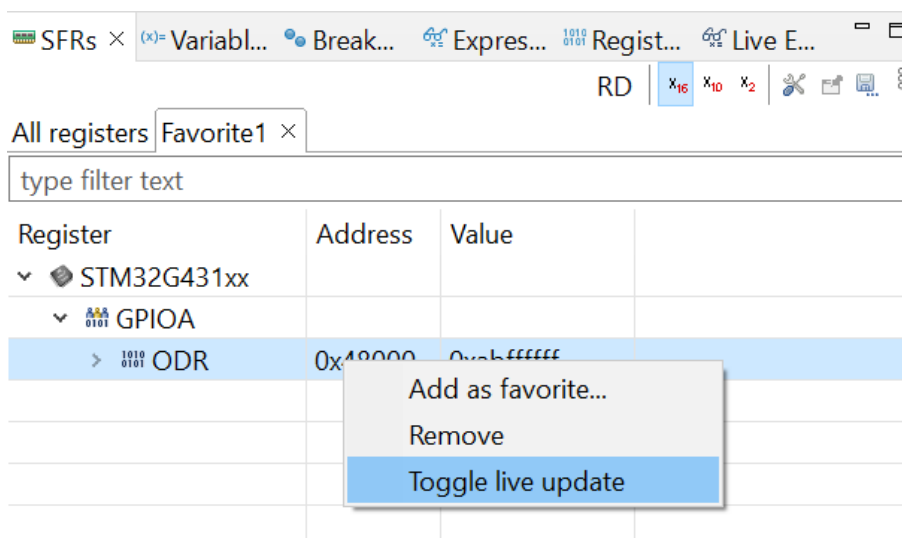 SFRs (x)= Variabl... Break... Expres... Regist... Live E...
RD X16 X10 X2
All registers Favorite1
type filter text
Register Address Value
STM32G431xx
GPIOA
ODR
Add as favorite...
Remove
Toggle live update